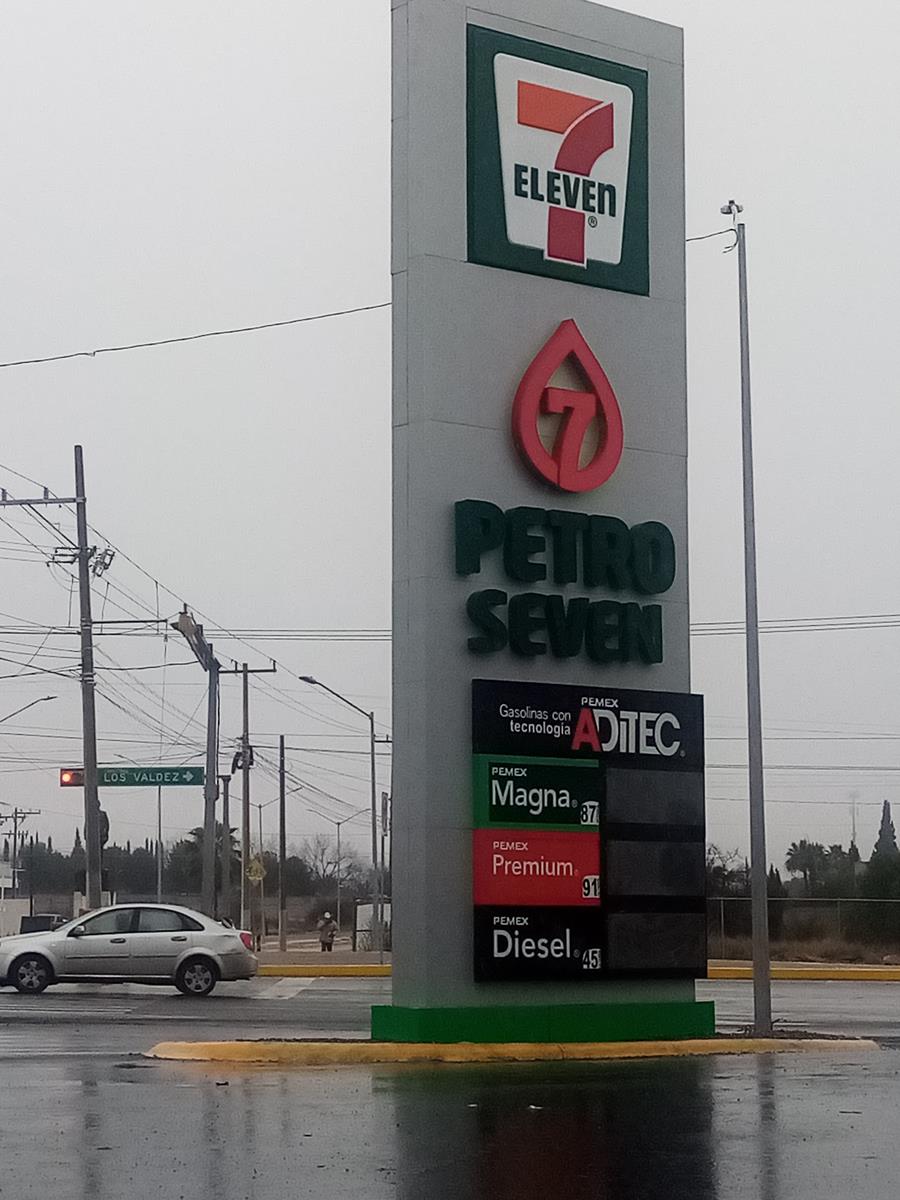 7
ELEVEn
®
7
PETRO
SEVEN
PEMEX
Gasolinas con
tecnología
ADiTEC®
LOS VALDEZ →
PEMEX
Magna® 87
PEMEX
Premium® 91
PEMEX
Diesel® 45